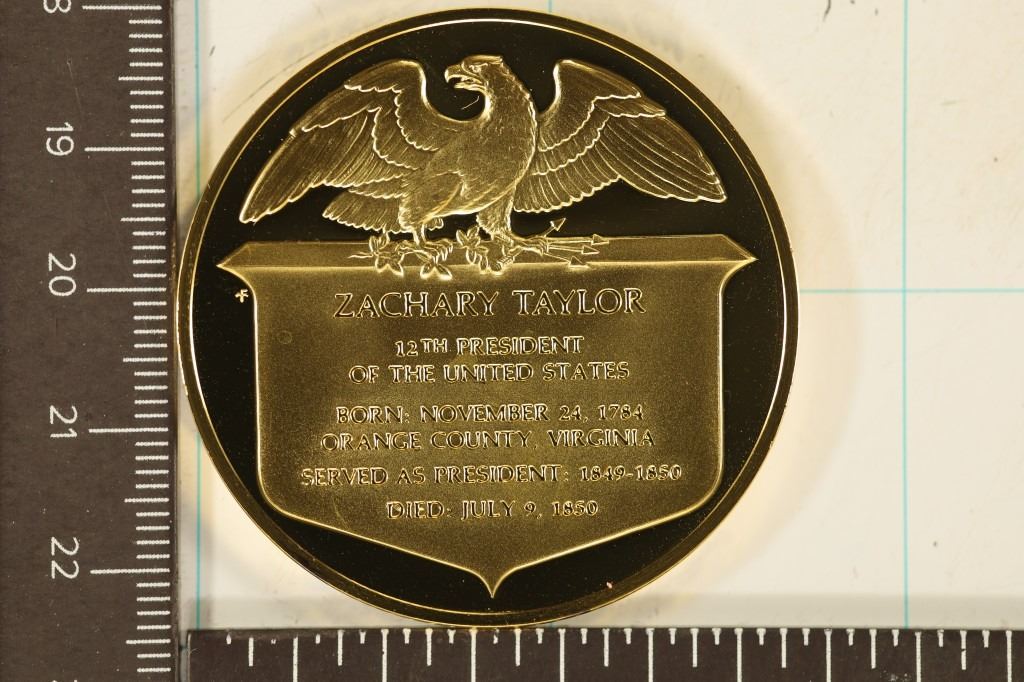 8
19
20
21
22
ZACHARY TAYLOR
12TH PRESIDENT
OF THE UNITED STATES
BORN: NOVEMBER 24, 1784
ORANGE COUNTY, VIRGINIA
SERVED AS PRESIDENT: 1849-1850
DIED: JULY 9, 1850